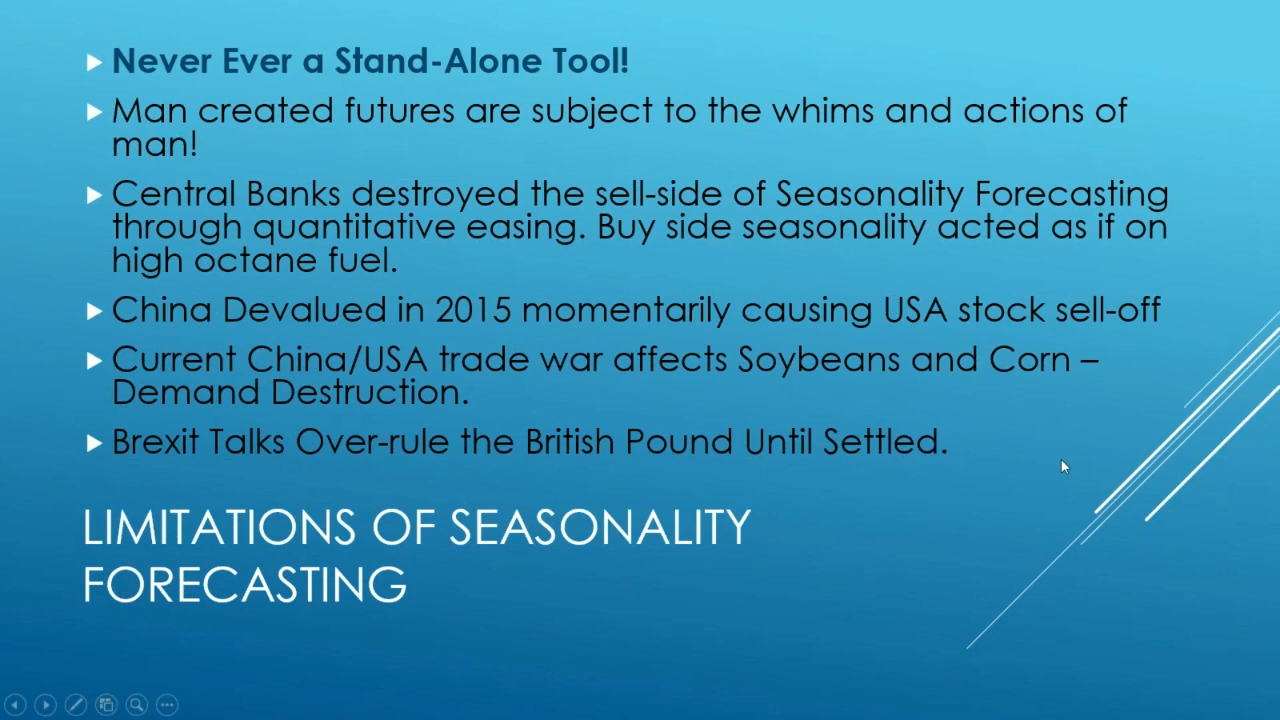 Never Ever a Stand-Alone Tool!
Man created futures are subject to the whims and actions of
man!
Central Banks destroyed the sell-side of Seasonality Forecasting
through quantitative easing. Buy side seasonality acted as if on
high octane fuel.
China Devalued in 2015 momentarily causing USA stock sell-off
Current China/USA trade war affects Soybeans and Corn –
Demand Destruction.
Brexit Talks Over-rule the British Pound Until Settled.
LIMITATIONS OF SEASONALITY
FORECASTING